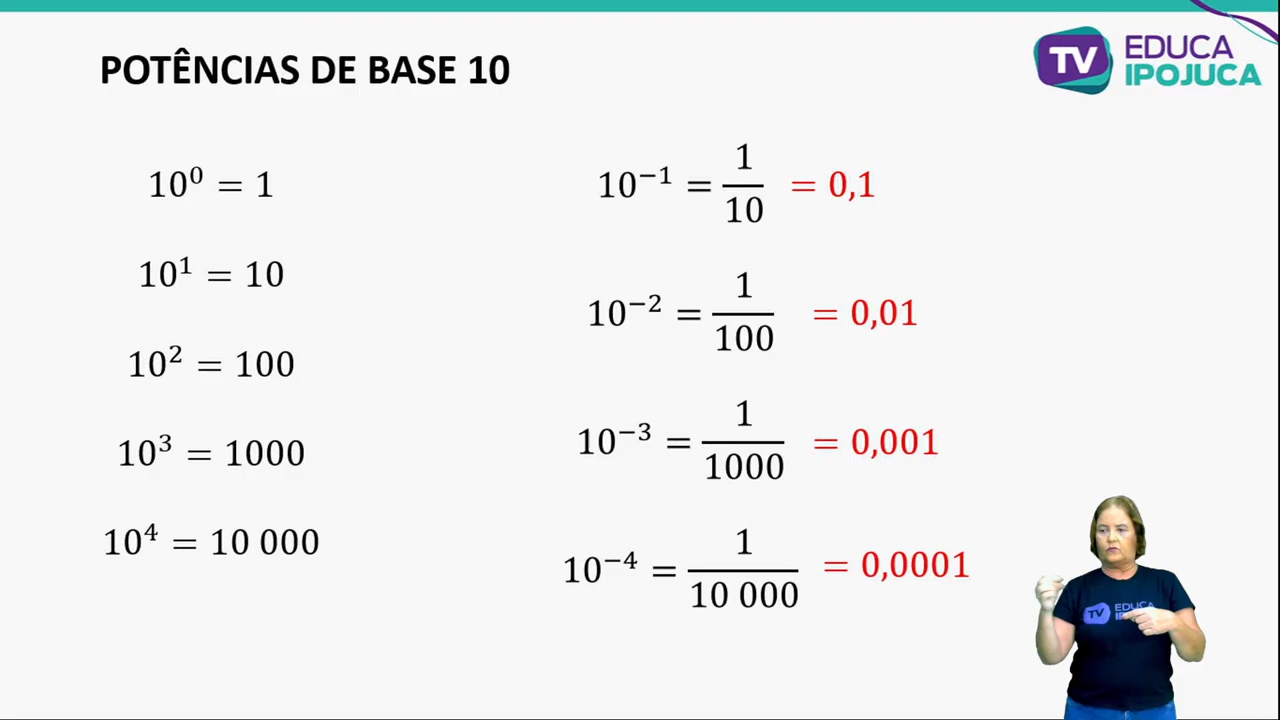 POTÊNCIAS DE BASE 10
TV EDUCA
IPOJUCA
10⁰ = 1
10¹ = 10
10² = 100
10³ = 1000
10⁴ = 10 000
10⁻¹ = 1/10 = 0,1
10⁻² = 1/100 = 0,01
10⁻³ = 1/1000 = 0,001
10⁻⁴ = 1/10 000 = 0,0001
TV EDUCA